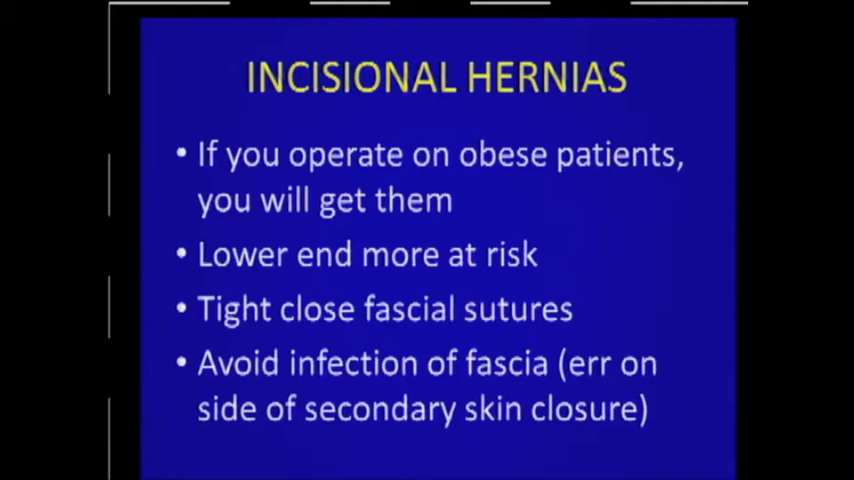 INCISIONAL HERNIAS
• If you operate on obese patients,
you will get them
• Lower end more at risk
• Tight close fascial sutures
• Avoid infection of fascia (err on
side of secondary skin closure)